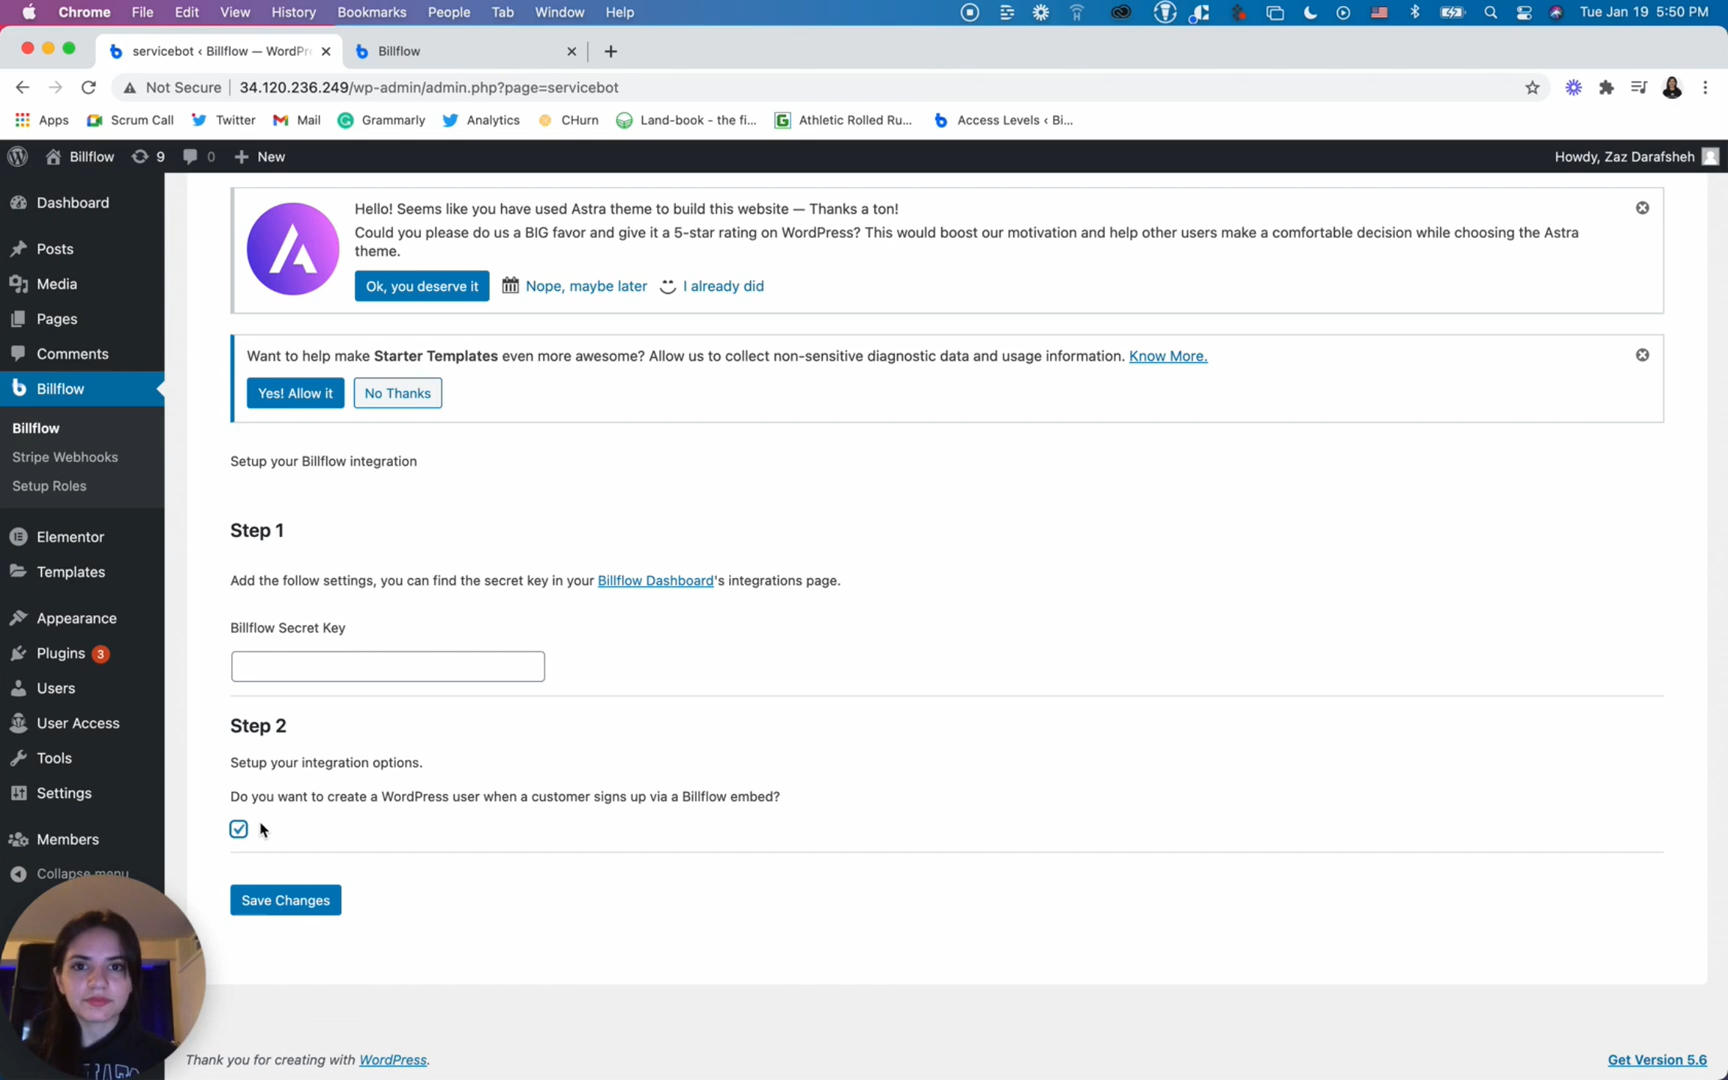 Chrome File Edit View History Bookmarks People Tab Window Help Tue Jan 19 5:50 PM
servicebot ‹ Billflow — WordPr Billflow
Not Secure 34.120.236.249/wp-admin/admin.php?page=servicebot
Apps Scrum Call Twitter Mail Grammarly Analytics CHurn Land-book - the fi... Athletic Rolled Ru... Access Levels ‹ Bi...
Billflow 9 0 New Howdy, Zaz Darafsheh
Dashboard
Posts
Media
Pages
Comments
Billflow
Billflow
Stripe Webhooks
Setup Roles
Elementor
Templates
Appearance
Plugins 3
Users
User Access
Tools
Settings
Members
Collapse menu
Hello! Seems like you have used Astra theme to build this website — Thanks a ton!
Could you please do us a BIG favor and give it a 5-star rating on WordPress? This would boost our motivation and help other users make a comfortable decision while choosing the Astra
theme.
Ok, you deserve it Nope, maybe later I already did
Want to help make Starter Templates even more awesome? Allow us to collect non-sensitive diagnostic data and usage information. Know More.
Yes! Allow it No Thanks
Setup your Billflow integration
Step 1
Add the follow settings, you can find the secret key in your Billflow Dashboard's integrations page.
Billflow Secret Key
Step 2
Setup your integration options.
Do you want to create a WordPress user when a customer signs up via a Billflow embed?
Save Changes
Thank you for creating with WordPress. Get Version 5.6